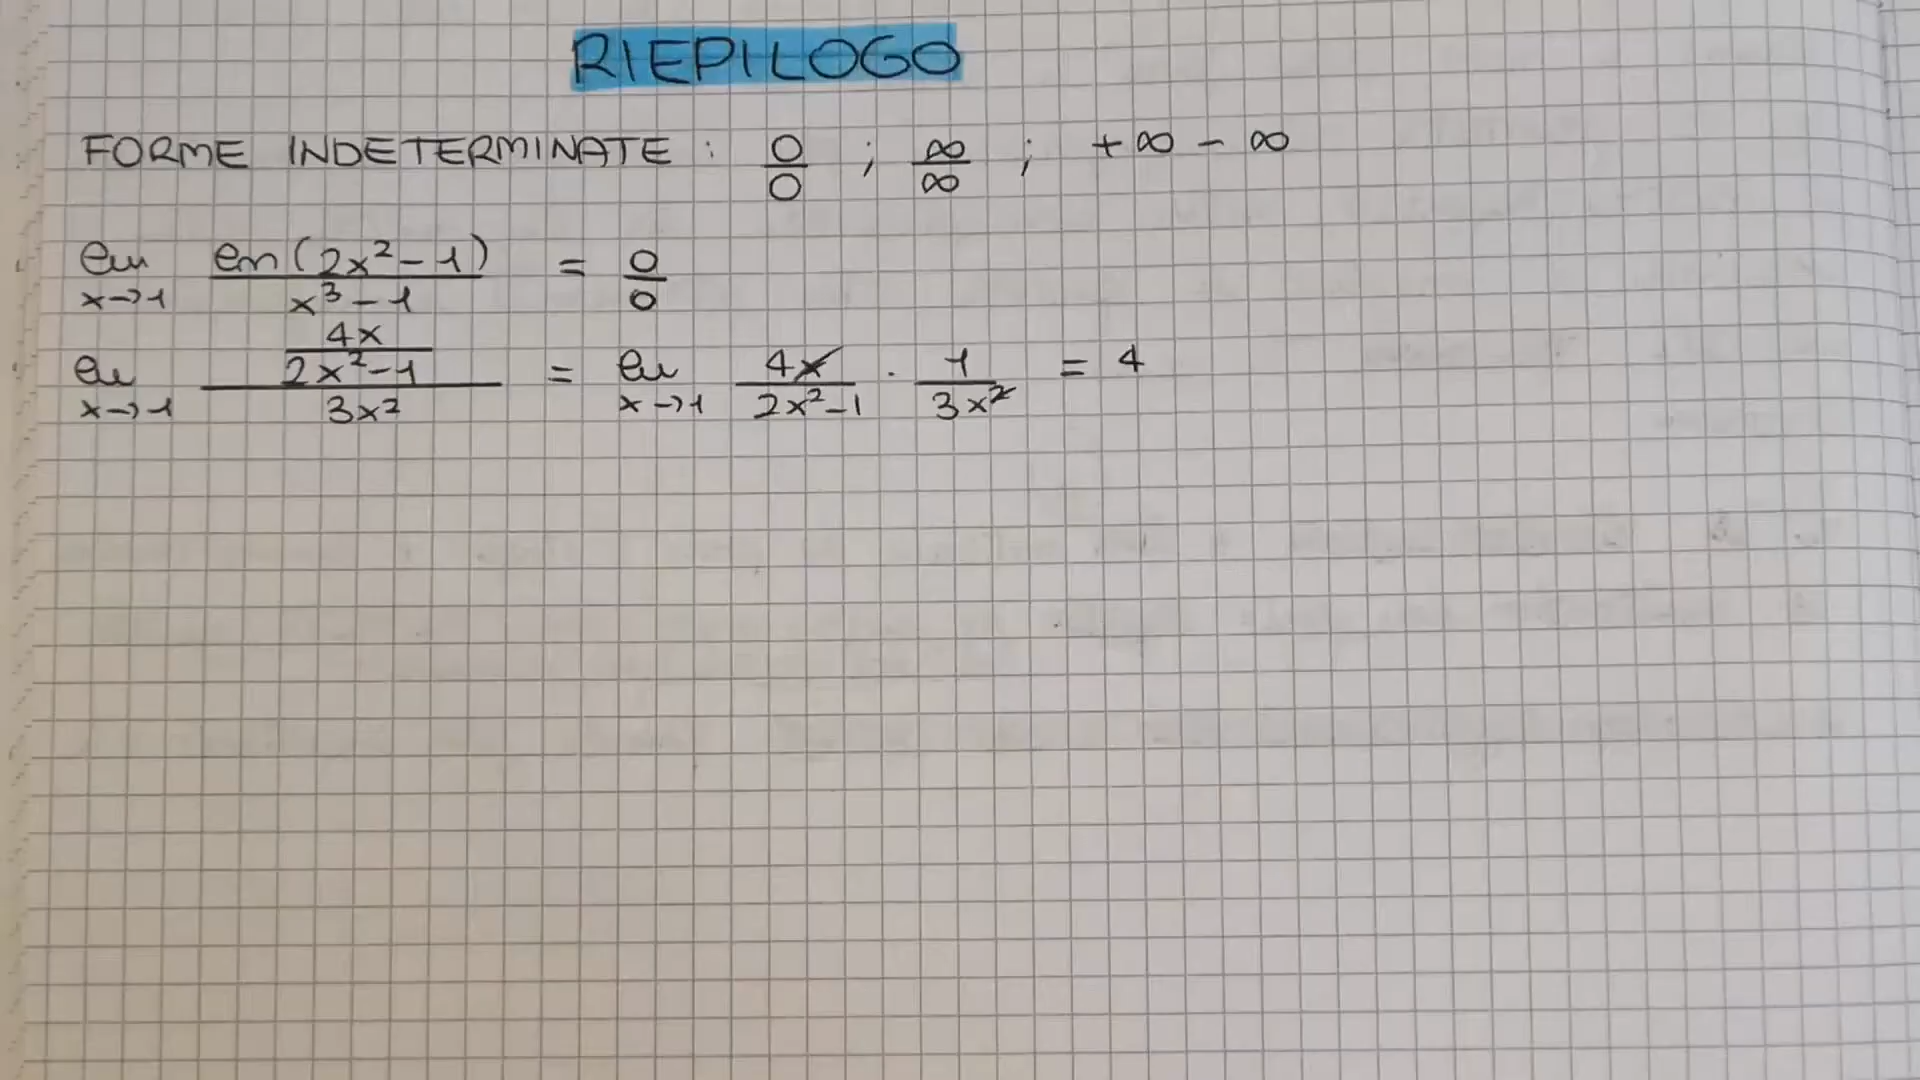 RIEPILOGO
FORME INDETERMINATE : 0/0 ; ∞/∞ ; +∞ - ∞
lim x→1 ln(2x²-1)/(x³-1) = 0/0
lim x→1 (4x/(2x²-1))/(3x²) = lim x→1 4x/(2x²-1) · 1/(3x²) = 4